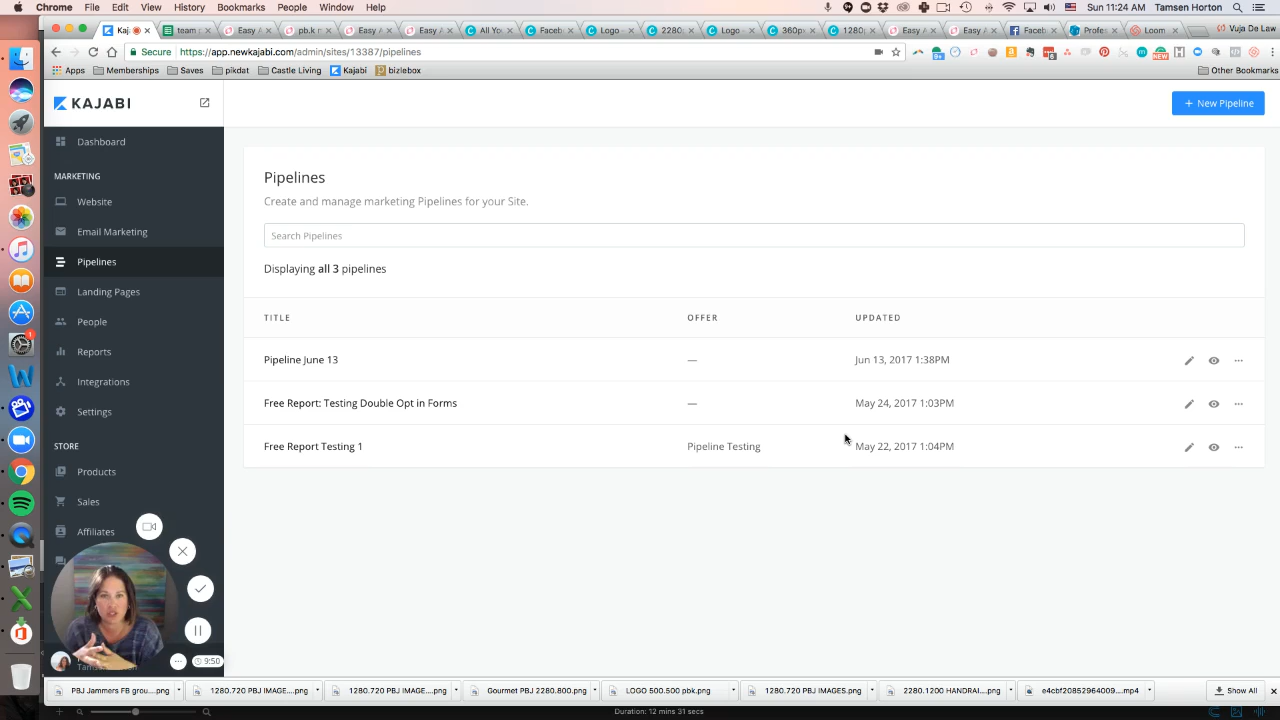 Chrome File Edit View History Bookmarks People Window Help Sun 11:24 AM Tamsen Horton
Kaj team Easy A pb.k r Easy A Easy A All You Faceb Logo 2280 Logo 360p 1280 Easy A Easy A Faceb Profe Loom Vuja De Law
Secure https://app.newkajabi.com/admin/sites/13387/pipelines
Apps Memberships Saves pikdat Castle Living Kajabi bizlebox Other Bookmarks
KAJABI
+ New Pipeline
Dashboard
MARKETING
Website
Email Marketing
Pipelines
Landing Pages
People
Reports
Integrations
Settings
STORE
Products
Sales
Affiliates
Pipelines
Create and manage marketing Pipelines for your Site.
Search Pipelines
Displaying all 3 pipelines
TITLE OFFER UPDATED
Pipeline June 13 — Jun 13, 2017 1:38PM
Free Report: Testing Double Opt in Forms — May 24, 2017 1:03PM
Free Report Testing 1 Pipeline Testing May 22, 2017 1:04PM
9:50
PBJ Jammers FB grou....png 1280.720 PBJ IMAGE....png 1280.720 PBJ IMAG....png Gourmet PBJ 2280.800.png LOGO 500.500 pbk.png 1280.720 PBJ IMAGES.png 2280.1200 HANDRAI....png e4cbf20852964009....mp4 Show All
Duration: 12 mins 31 secs